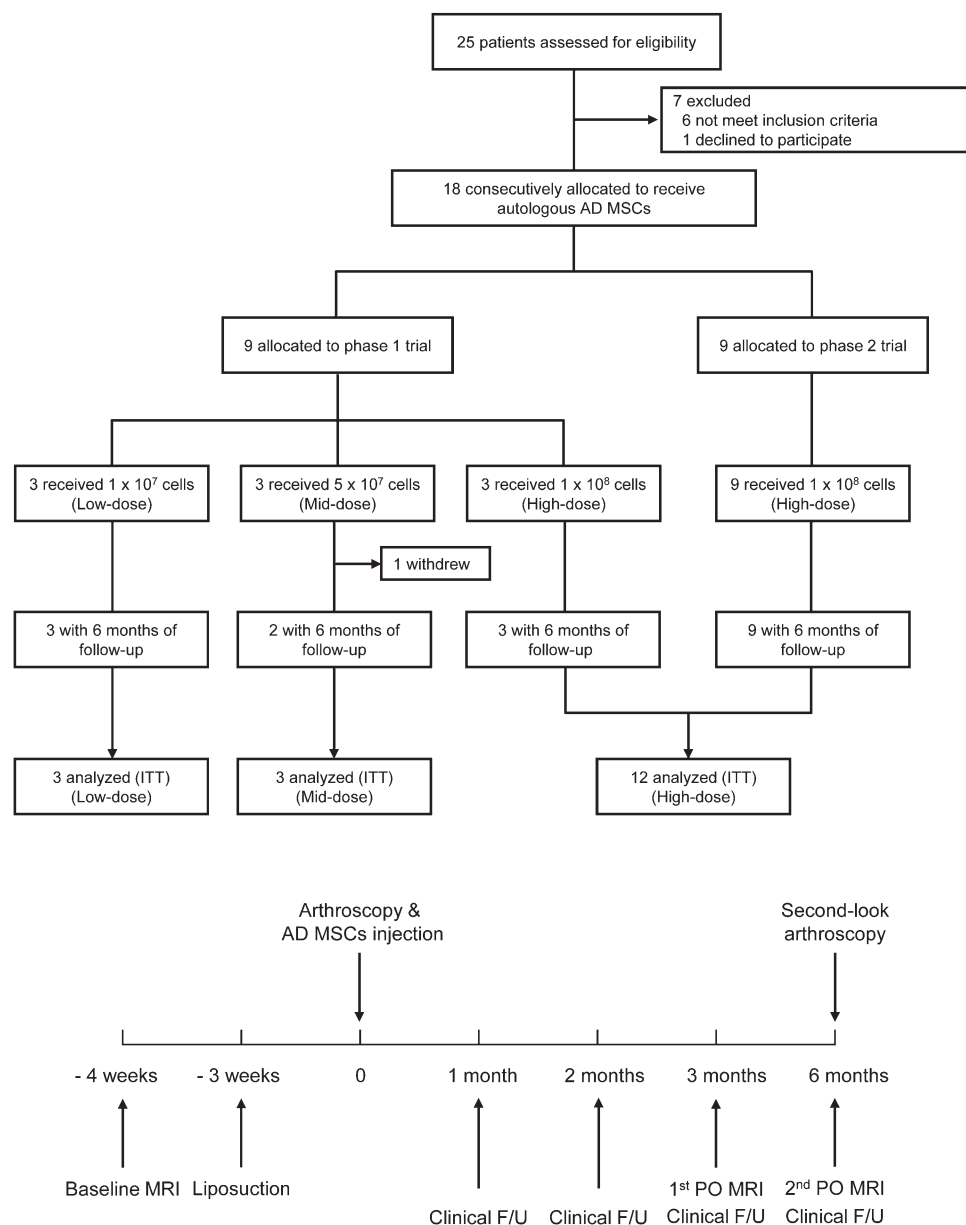 25 patients assessed for eligibility
7 excluded
6 not meet inclusion criteria
1 declined to participate
18 consecutively allocated to receive
autologous AD MSCs
9 allocated to phase 1 trial
9 allocated to phase 2 trial
3 received 1 x 10⁷ cells
(Low-dose)
3 received 5 x 10⁷ cells
(Mid-dose)
3 received 1 x 10⁸ cells
(High-dose)
9 received 1 x 10⁸ cells
(High-dose)
1 withdrew
3 with 6 months of
follow-up
2 with 6 months of
follow-up
3 with 6 months of
follow-up
9 with 6 months of
follow-up
3 analyzed (ITT)
(Low-dose)
3 analyzed (ITT)
(Mid-dose)
12 analyzed (ITT)
(High-dose)
Arthroscopy &
AD MSCs injection
Second-look
arthroscopy
- 4 weeks
- 3 weeks
0
1 month
2 months
3 months
6 months
Baseline MRI
Liposuction
Clinical F/U
Clinical F/U
1ˢᵗ PO MRI
Clinical F/U
2ⁿᵈ PO MRI
Clinical F/U